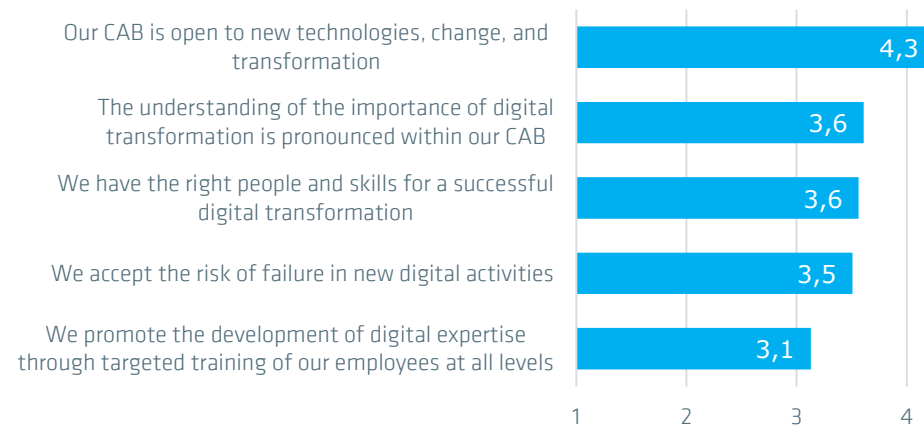 Our CAB is open to new technologies, change, and
transformation
4,3
The understanding of the importance of digital
transformation is pronounced within our CAB
3,6
We have the right people and skills for a successful
digital transformation
3,6
We accept the risk of failure in new digital activities
3,5
We promote the development of digital expertise
through targeted training of our employees at all levels
3,1
1 2 3 4